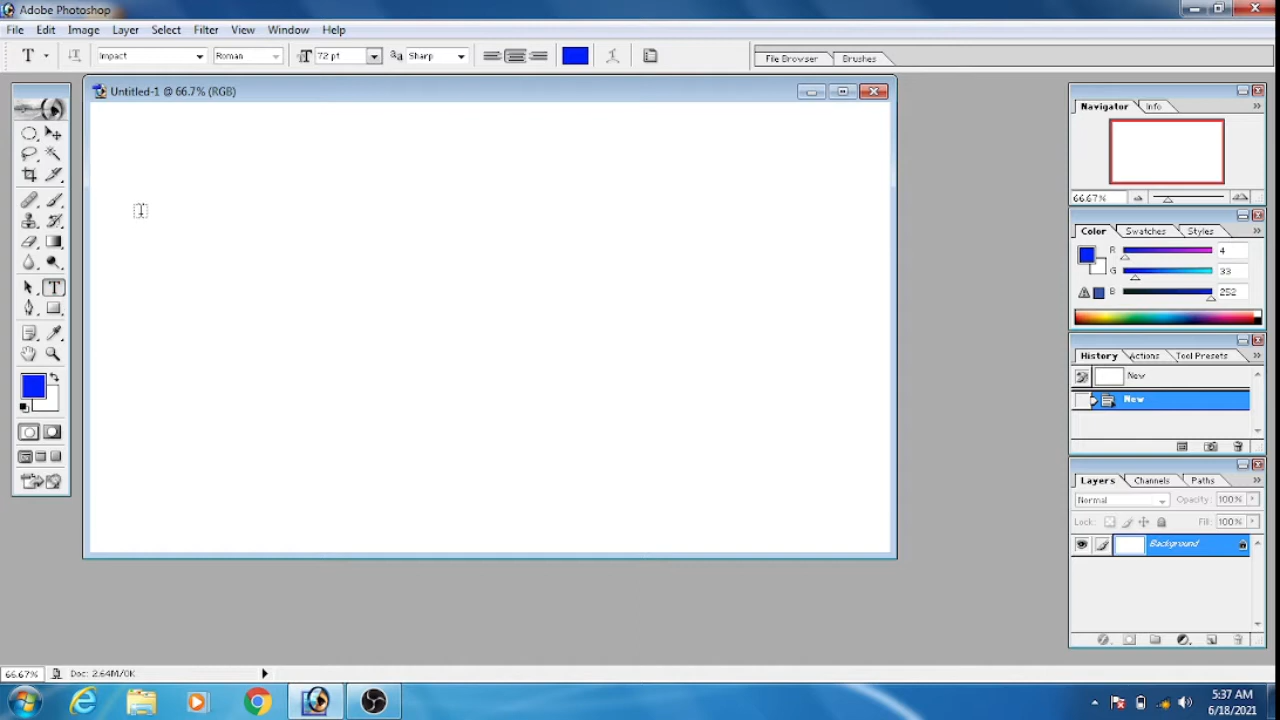 Adobe Photoshop
File Edit Image Layer Select Filter View Window Help
T T Impact Roman T 72 pt aa Sharp File Browser Brushes
Untitled-1 @ 66.7% (RGB)
Navigator Info
66.67%
Color Swatches Styles
R 4
G 33
B 252
T
History Actions Tool Presets
New
New
Layers Channels Paths
Normal Opacity: 100%
Lock: Fill: 100%
Background
66.67% Doc: 2.64M/0K
5:37 AM
6/18/2021